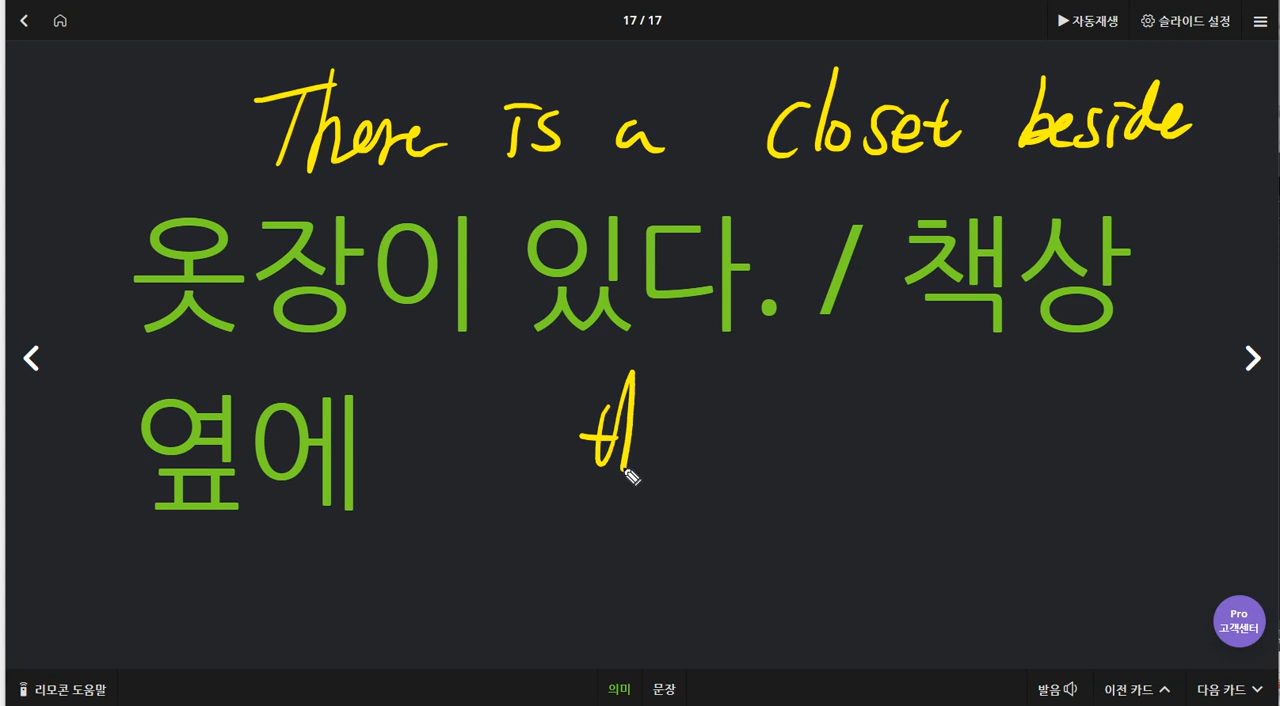 17 / 17
자동재생
슬라이드 설정
There is a closet beside
옷장이 있다. / 책상
옆에
th
Pro
고객센터
리모콘 도움말
의미
문장
발음
이전 카드
다음 카드